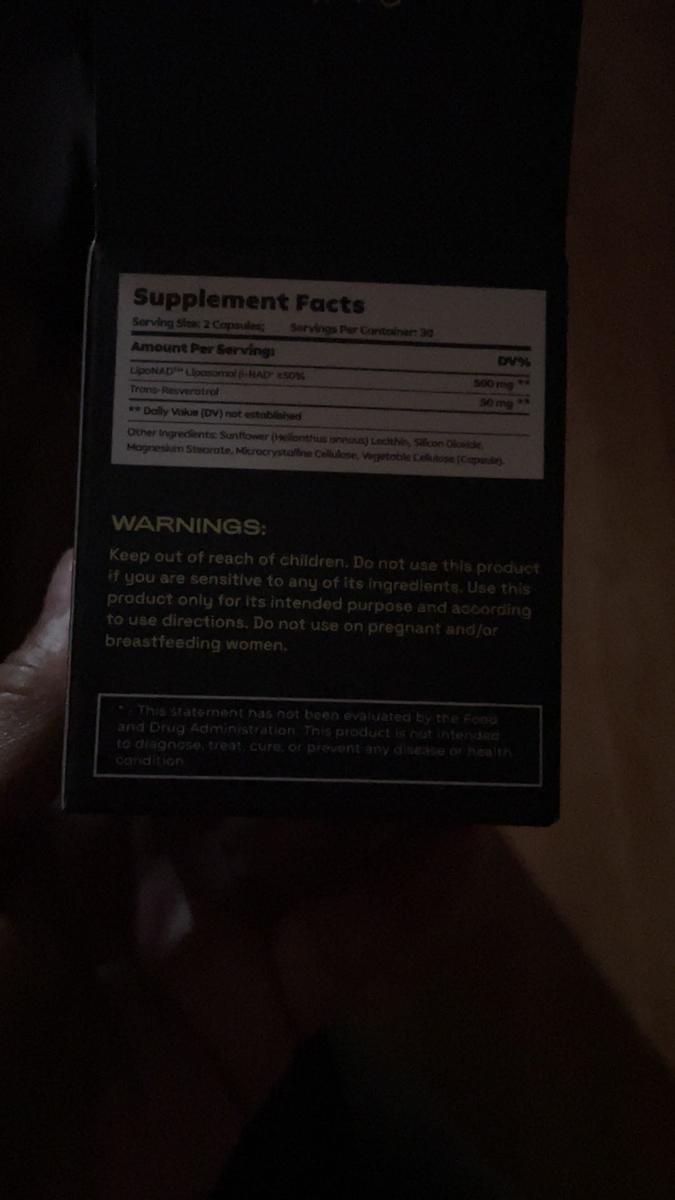 Supplement Facts
Serving Size: 2 Capsules; Servings Per Container: 30
Amount Per Serving: DV%
LipoNAD™ Liposomal β-NAD⁺ ≥50% 500 mg **
Trans-Resveratrol 50 mg **
** Daily Value (DV) not established
Other Ingredients: Sunflower (Helianthus annuus) Lecithin, Silicon Dioxide,
Magnesium Stearate, Microcrystalline Cellulose, Vegetable Cellulose (Capsule).
WARNINGS:
Keep out of reach of children. Do not use this product
if you are sensitive to any of its ingredients. Use this
product only for its intended purpose and according
to use directions. Do not use on pregnant and/or
breastfeeding women.
* - This statement has not been evaluated by the Food
and Drug Administration. This product is not intended
to diagnose, treat, cure, or prevent any disease or health
condition.